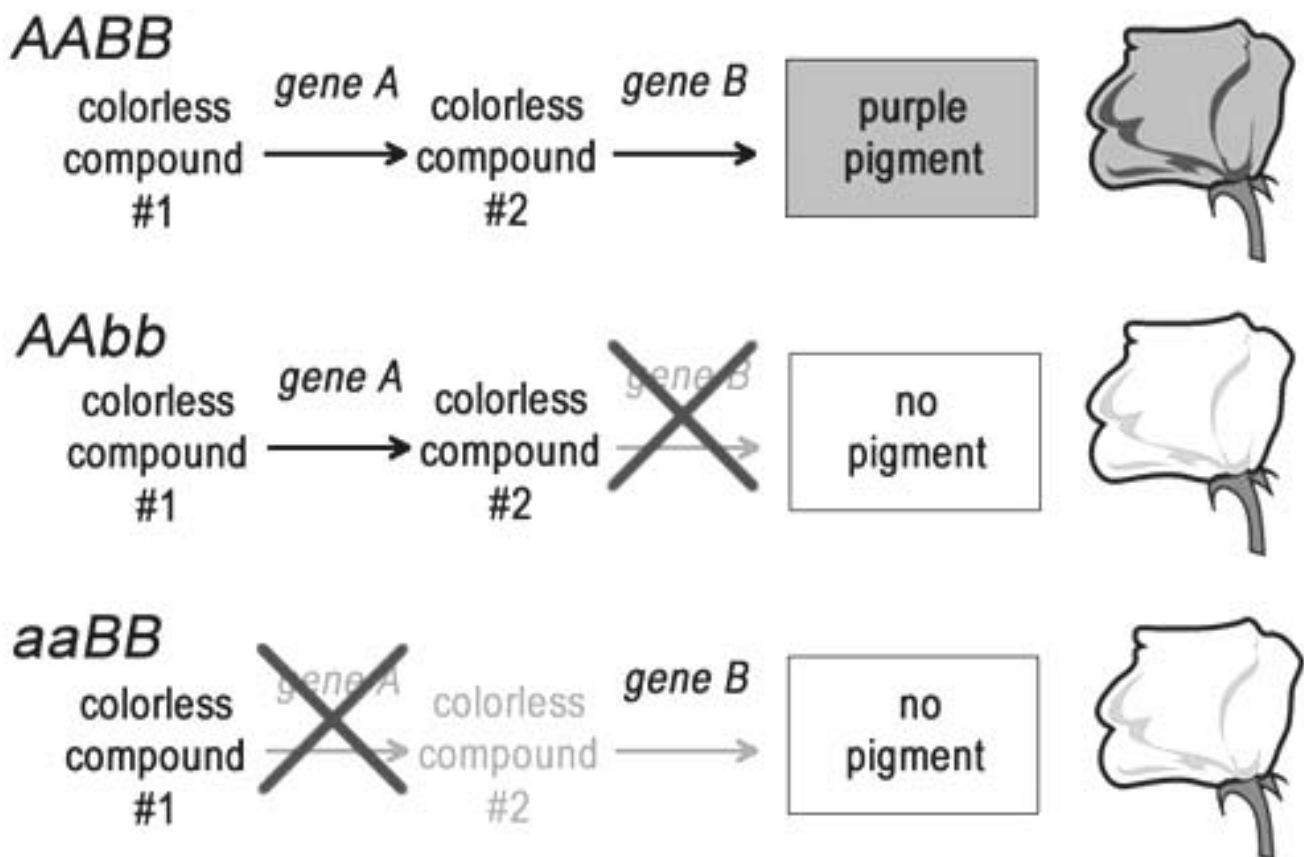 AABB
gene A
gene B
colorless
compound
#1
colorless
compound
#2
purple
pigment
AAbb
gene A
gene B
colorless
compound
#1
colorless
compound
#2
no
pigment
aaBB
gene A
gene B
colorless
compound
#1
colorless
compound
#2
no
pigment